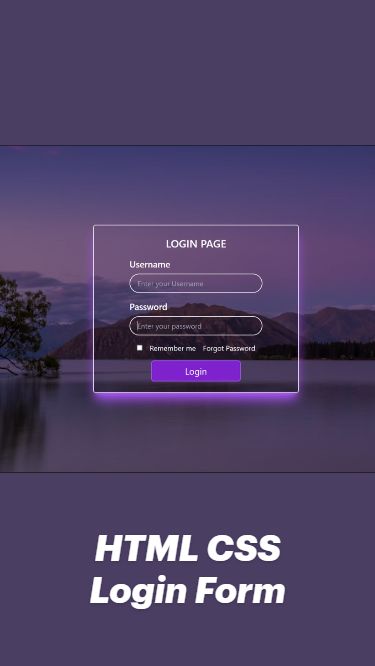 LOGIN PAGE
Username
Enter your Username
Password
Enter your password
Remember me Forgot Password
Login
HTML CSS
Login Form